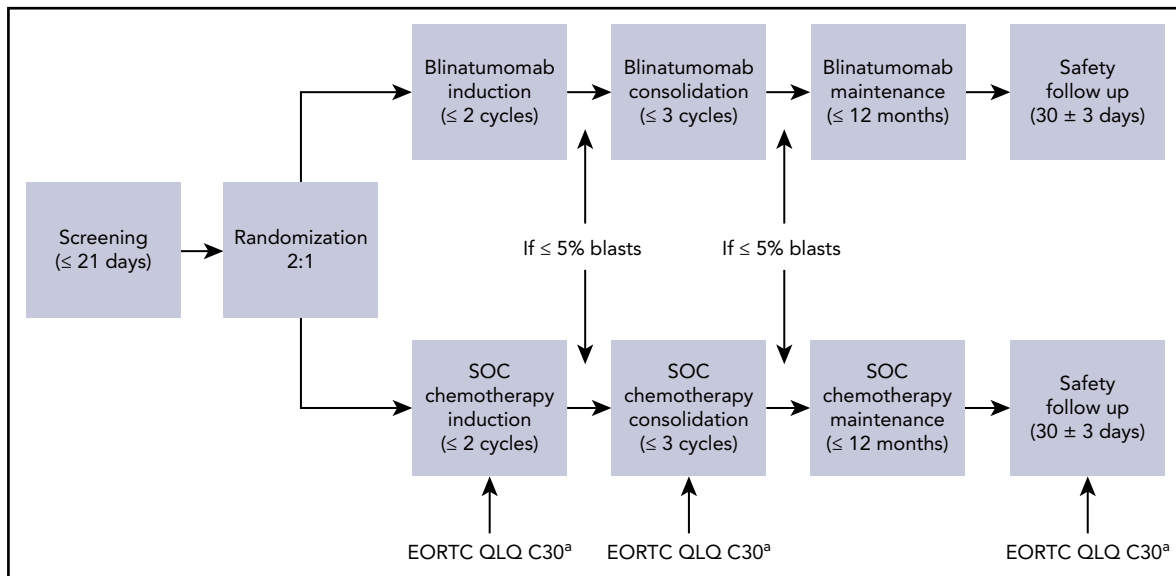 Screening
(≤ 21 days)
Randomization
2:1
Blinatumomab
induction
(≤ 2 cycles)
Blinatumomab
consolidation
(≤ 3 cycles)
Blinatumomab
maintenance
(≤ 12 months)
Safety
follow up
(30 ± 3 days)
If ≤ 5% blasts
If ≤ 5% blasts
SOC
chemotherapy
induction
(≤ 2 cycles)
SOC
chemotherapy
consolidation
(≤ 3 cycles)
SOC
chemotherapy
maintenance
(≤ 12 months)
Safety
follow up
(30 ± 3 days)
EORTC QLQ C30ᵃ
EORTC QLQ C30ᵃ
EORTC QLQ C30ᵃ